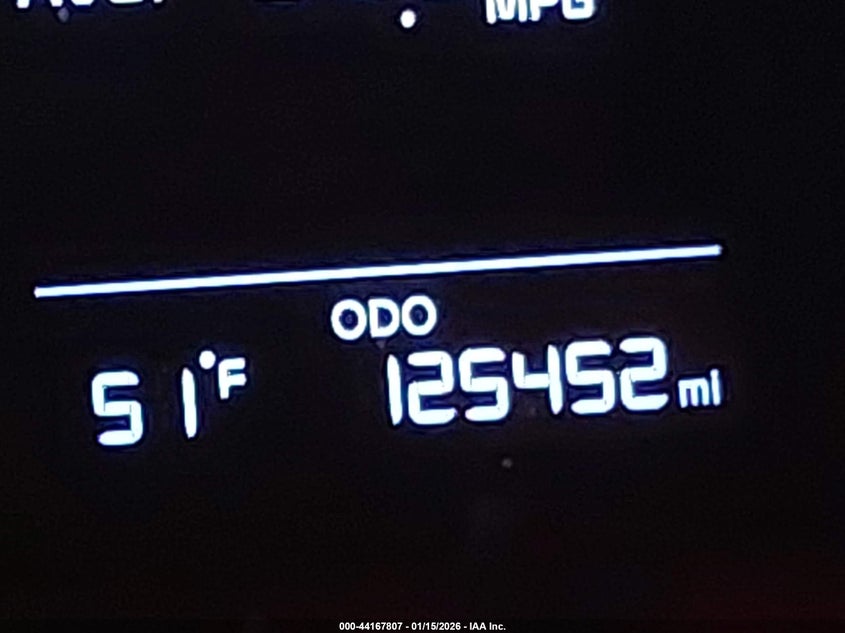 MPG
ODO
51°F 125452 mi
000-44167807 - 01/15/2026 - IAA Inc.